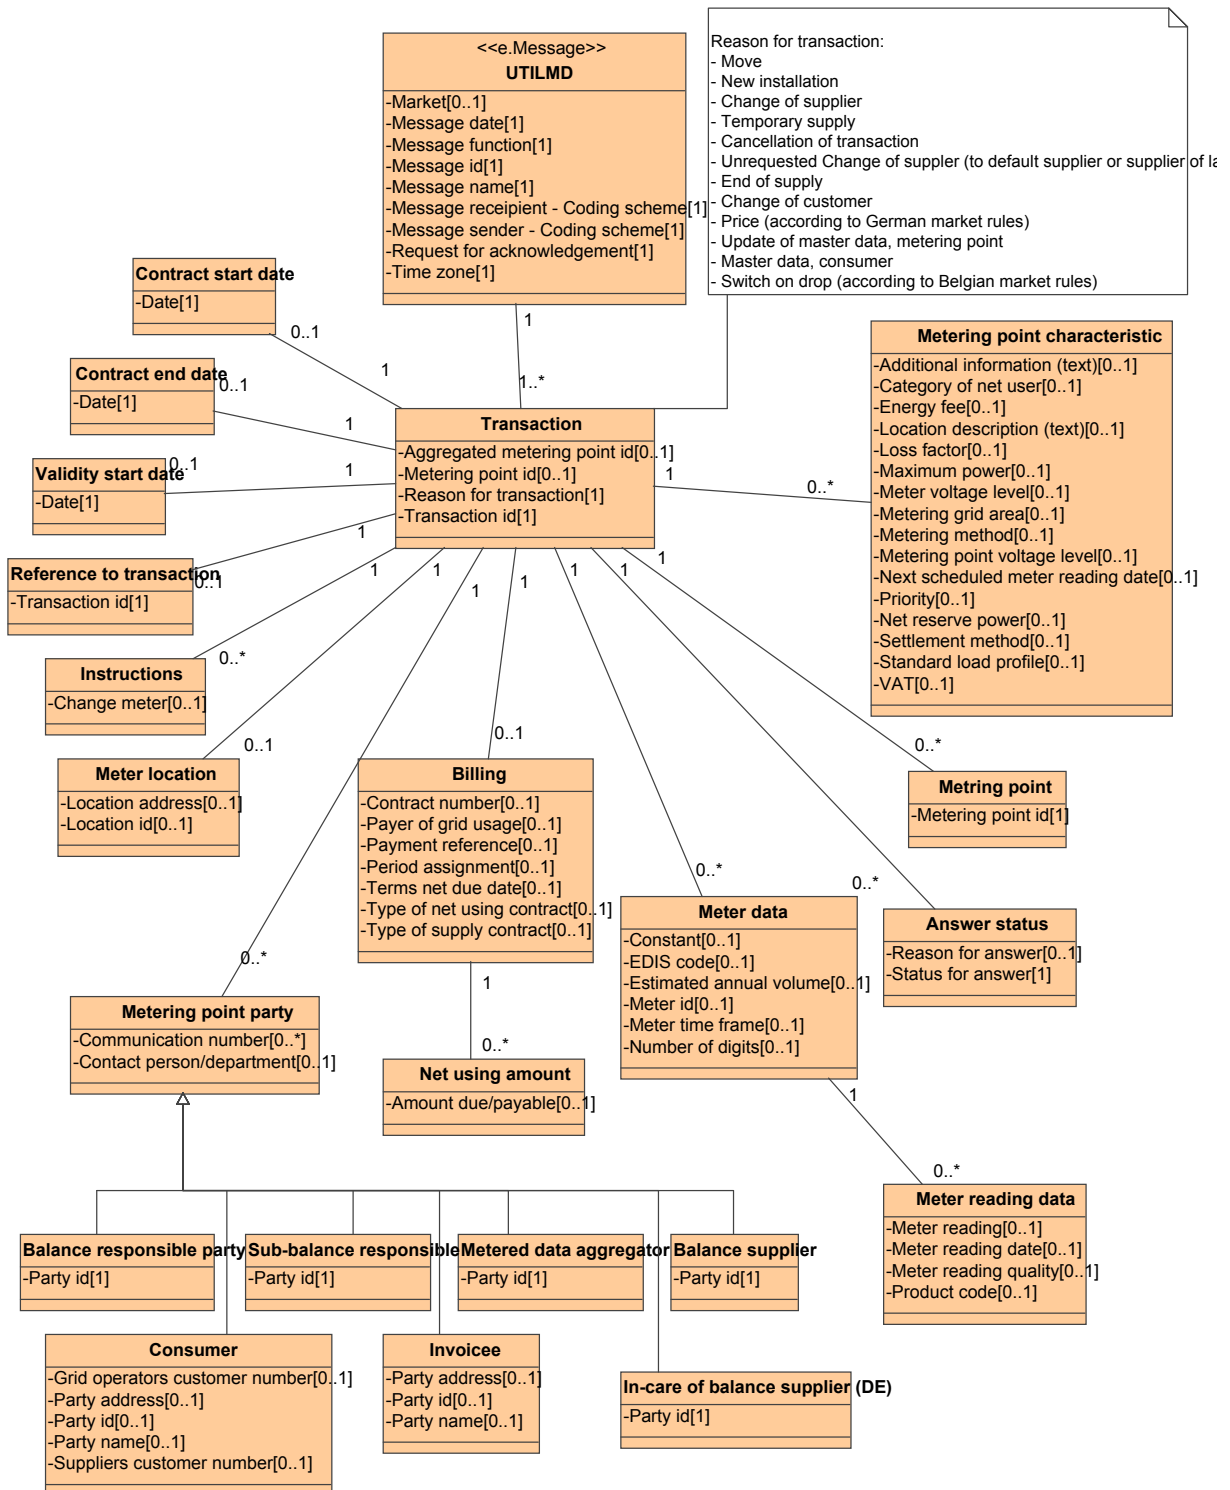 <<e.Message>>
UTILMD
-Market[0..1]
-Message date[1]
-Message function[1]
-Message id[1]
-Message name[1]
-Message receipient - Coding scheme[1]
-Message sender - Coding scheme[1]
-Request for acknowledgement[1]
-Time zone[1]
Reason for transaction:
- Move
- New installation
- Change of supplier
- Temporary supply
- Cancellation of transaction
- Unrequested Change of suppler (to default supplier or supplier of
- End of supply
- Change of customer
- Price (according to German market rules)
- Update of master data, metering point
- Master data, consumer
- Switch on drop (according to Belgian market rules)
Contract start date
-Date[1]
0..1
1
1
1..*
Contract end date
-Date[1]
0..1
1
Validity start date
-Date[1]
0..1
1
Reference to transaction
-Transaction id[1]
0..1
1
Transaction
-Aggregated metering point id[0..1]
-Metering point id[0..1]
-Reason for transaction[1]
-Transaction id[1]
1
0..*
Metering point characteristic
-Additional information (text)[0..1]
-Category of net user[0..1]
-Energy fee[0..1]
-Location description (text)[0..1]
-Loss factor[0..1]
-Maximum power[0..1]
-Meter voltage level[0..1]
-Metering grid area[0..1]
-Metering method[0..1]
-Metering point voltage level[0..1]
-Next scheduled meter reading date[0..1]
-Priority[0..1]
-Net reserve power[0..1]
-Settlement method[0..1]
-Standard load profile[0..1]
-VAT[0..1]
1
1
1
1
1
1
1
Instructions
-Change meter[0..1]
0..*
Meter location
-Location address[0..1]
-Location id[0..1]
0..1
Billing
-Contract number[0..1]
-Payer of grid usage[0..1]
-Payment reference[0..1]
-Period assignment[0..1]
-Terms net due date[0..1]
-Type of net using contract[0..1]
-Type of supply contract[0..1]
0..1
Metring point
-Metering point id[1]
0..*
Meter data
-Constant[0..1]
-EDIS code[0..1]
-Estimated annual volume[0..1]
-Meter id[0..1]
-Meter time frame[0..1]
-Number of digits[0..1]
0..*
Answer status
-Reason for answer[0..1]
-Status for answer[1]
0..*
Metering point party
-Communication number[0..*]
-Contact person/department[0..1]
0..*
1
0..*
Net using amount
-Amount due/payable[0..1]
1
0..*
Meter reading data
-Meter reading[0..1]
-Meter reading date[0..1]
-Meter reading quality[0..1]
-Product code[0..1]
Balance responsible party
-Party id[1]
Sub-balance responsible
-Party id[1]
Metered data aggregator
-Party id[1]
Balance supplier
-Party id[1]
Consumer
-Grid operators customer number[0..1]
-Party address[0..1]
-Party id[0..1]
-Party name[0..1]
-Suppliers customer number[0..1]
Invoicee
-Party address[0..1]
-Party id[0..1]
-Party name[0..1]
In-care of balance supplier (DE)
-Party id[1]